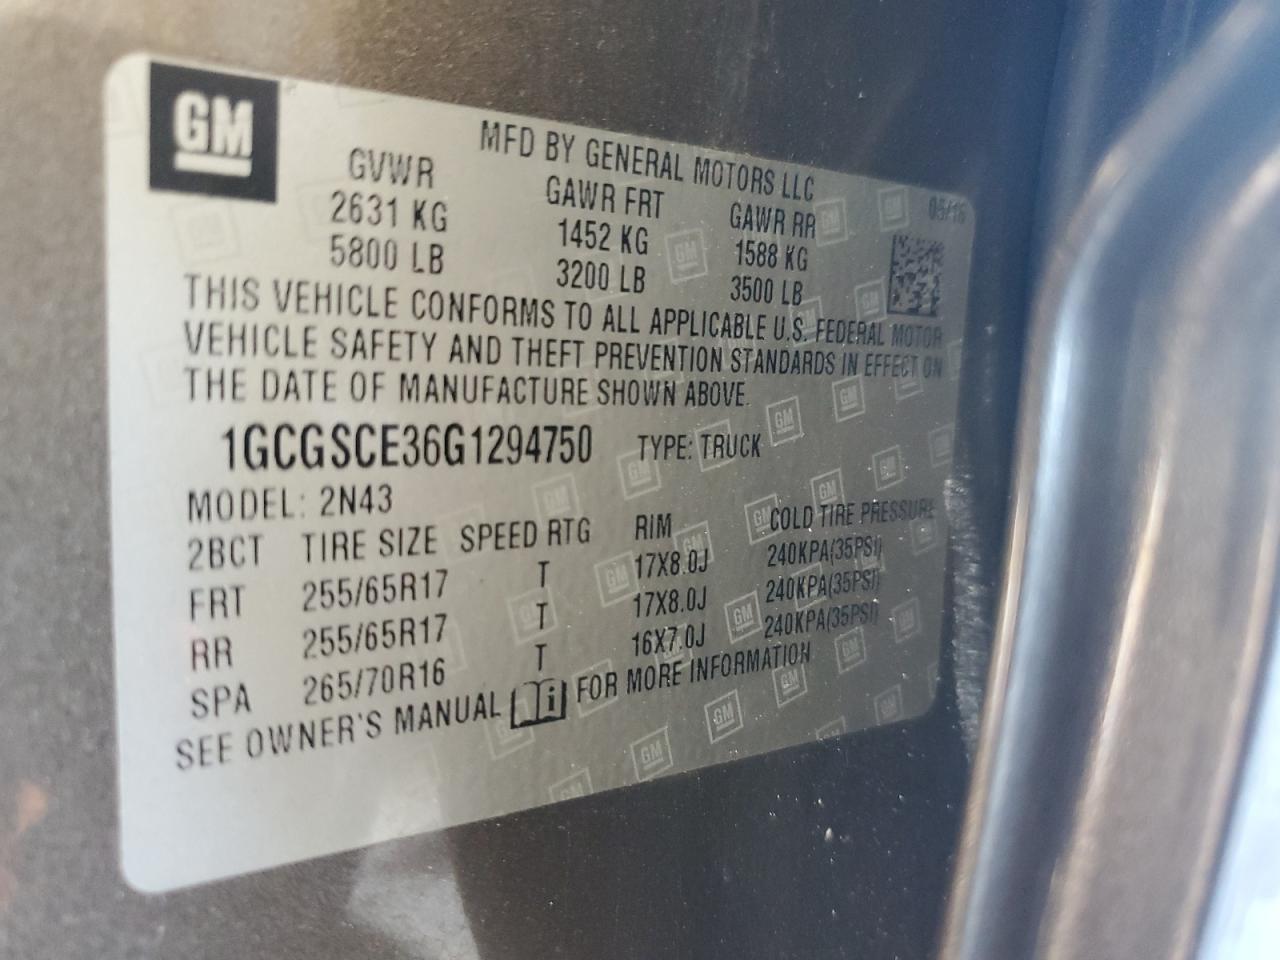 GM
MFD BY GENERAL MOTORS LLC
05/16
GVWR GAWR FRT GAWR RR
2631 KG 1452 KG 1588 KG
5800 LB 3200 LB 3500 LB
THIS VEHICLE CONFORMS TO ALL APPLICABLE U.S. FEDERAL MOTOR
VEHICLE SAFETY AND THEFT PREVENTION STANDARDS IN EFFECT ON
THE DATE OF MANUFACTURE SHOWN ABOVE.
1GCGSCE36G1294750 TYPE: TRUCK
MODEL: 2N43
2BCT TIRE SIZE SPEED RTG RIM COLD TIRE PRESSURE
FRT 255/65R17 T 17X8.0J 240KPA(35PSI)
RR 255/65R17 T 17X8.0J 240KPA(35PSI)
SPA 265/70R16 T 16X7.0J 240KPA(35PSI)
SEE OWNER'S MANUAL i FOR MORE INFORMATION